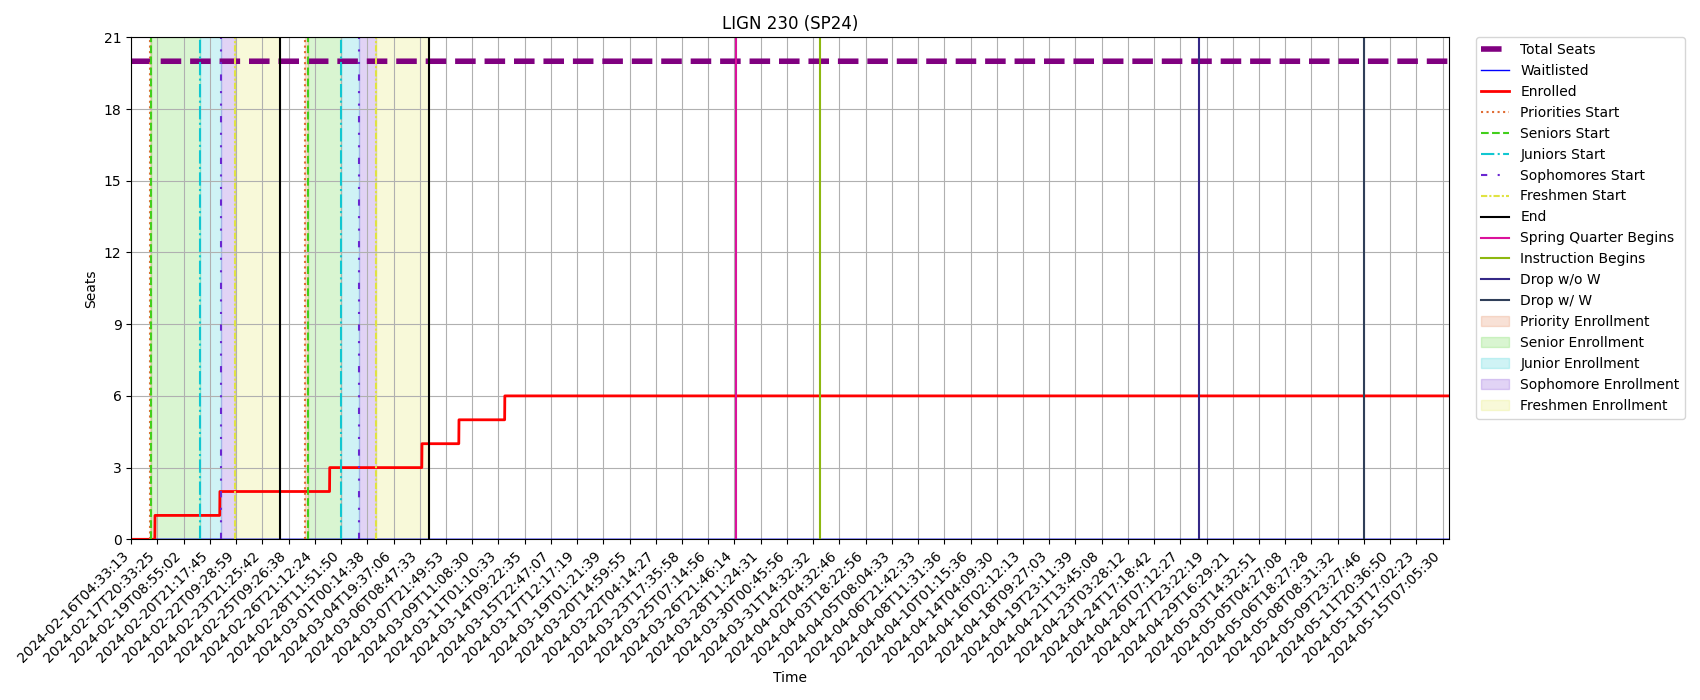 LIGN 230 (SP24)
21
18
15
12
9
6
3
0
Seats
2024-02-16T04:33:13
2024-02-17T20:33:25
2024-02-19T08:55:02
2024-02-20T21:17:45
2024-02-22T09:28:59
2024-02-23T21:25:42
2024-02-25T09:26:38
2024-02-26T21:12:24
2024-02-28T11:51:50
2024-03-01T00:14:38
2024-03-04T19:37:06
2024-03-06T08:47:33
2024-03-07T21:49:53
2024-03-09T11:08:30
2024-03-11T01:10:33
2024-03-14T09:22:35
2024-03-15T22:47:07
2024-03-17T12:17:19
2024-03-19T01:21:39
2024-03-20T14:59:55
2024-03-22T04:14:27
2024-03-23T17:35:58
2024-03-25T07:14:56
2024-03-26T21:46:14
2024-03-28T11:24:31
2024-03-30T00:45:56
2024-03-31T14:32:32
2024-04-02T04:32:46
2024-04-03T18:22:56
2024-04-05T08:04:33
2024-04-06T21:42:33
2024-04-08T11:31:36
2024-04-10T01:15:36
2024-04-14T04:09:30
2024-04-16T02:12:13
2024-04-18T09:27:03
2024-04-19T23:11:39
2024-04-21T13:45:08
2024-04-23T03:28:12
2024-04-24T17:18:42
2024-04-26T07:12:27
2024-04-27T23:22:19
2024-04-29T16:29:21
2024-05-03T14:32:51
2024-05-05T04:27:08
2024-05-06T18:27:28
2024-05-08T08:31:32
2024-05-09T23:27:46
2024-05-11T20:36:50
2024-05-13T17:02:23
2024-05-15T07:05:30
Time
Total Seats
Waitlisted
Enrolled
Priorities Start
Seniors Start
Juniors Start
Sophomores Start
Freshmen Start
End
Spring Quarter Begins
Instruction Begins
Drop w/o W
Drop w/ W
Priority Enrollment
Senior Enrollment
Junior Enrollment
Sophomore Enrollment
Freshmen Enrollment